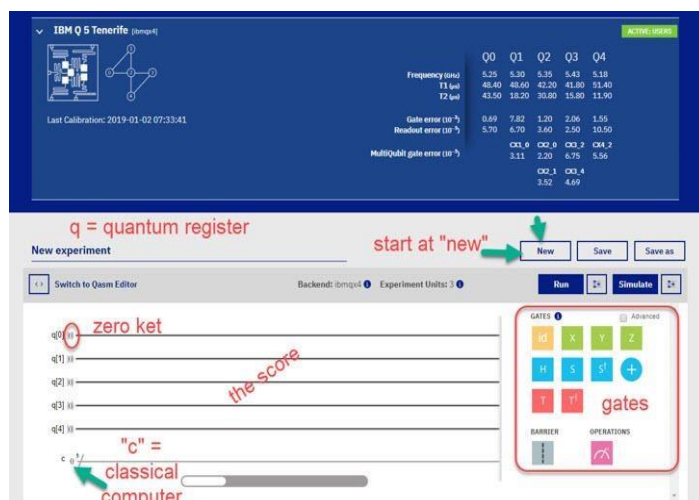 IBM Q 5 Tenerife [ibmqx4]
ACTIVE: USERS
Q0 Q1 Q2 Q3 Q4
Frequency (GHz) 5.25 5.30 5.35 5.43 5.18
T1 (μs) 48.40 48.60 42.20 41.80 51.40
T2 (μs) 43.50 18.20 30.80 15.80 11.90
Last Calibration: 2019-01-02 07:33:41
Gate error (10⁻³) 0.69 7.82 1.20 2.06 1.55
Readout error (10⁻²) 5.70 6.70 3.60 2.50 10.50
CX1_0 CX2_0 CX3_2 CX4_2
MultiQubit gate error (10⁻²) 3.11 2.20 6.75 5.56
CX2_1 CX3_4
3.52 4.69
q = quantum register
New experiment
start at "new"
New Save Save as
Switch to Qasm Editor
Backend: ibmqx4 Experiment Units: 3
Run Simulate
zero ket
GATES Advanced
q[0] |0⟩
id X Y Z
q[1] |0⟩
the score
q[2] |0⟩
H S S† +
q[3] |0⟩
T T†
gates
q[4] |0⟩
BARRIER OPERATIONS
"c" =
c 0
classical
computer